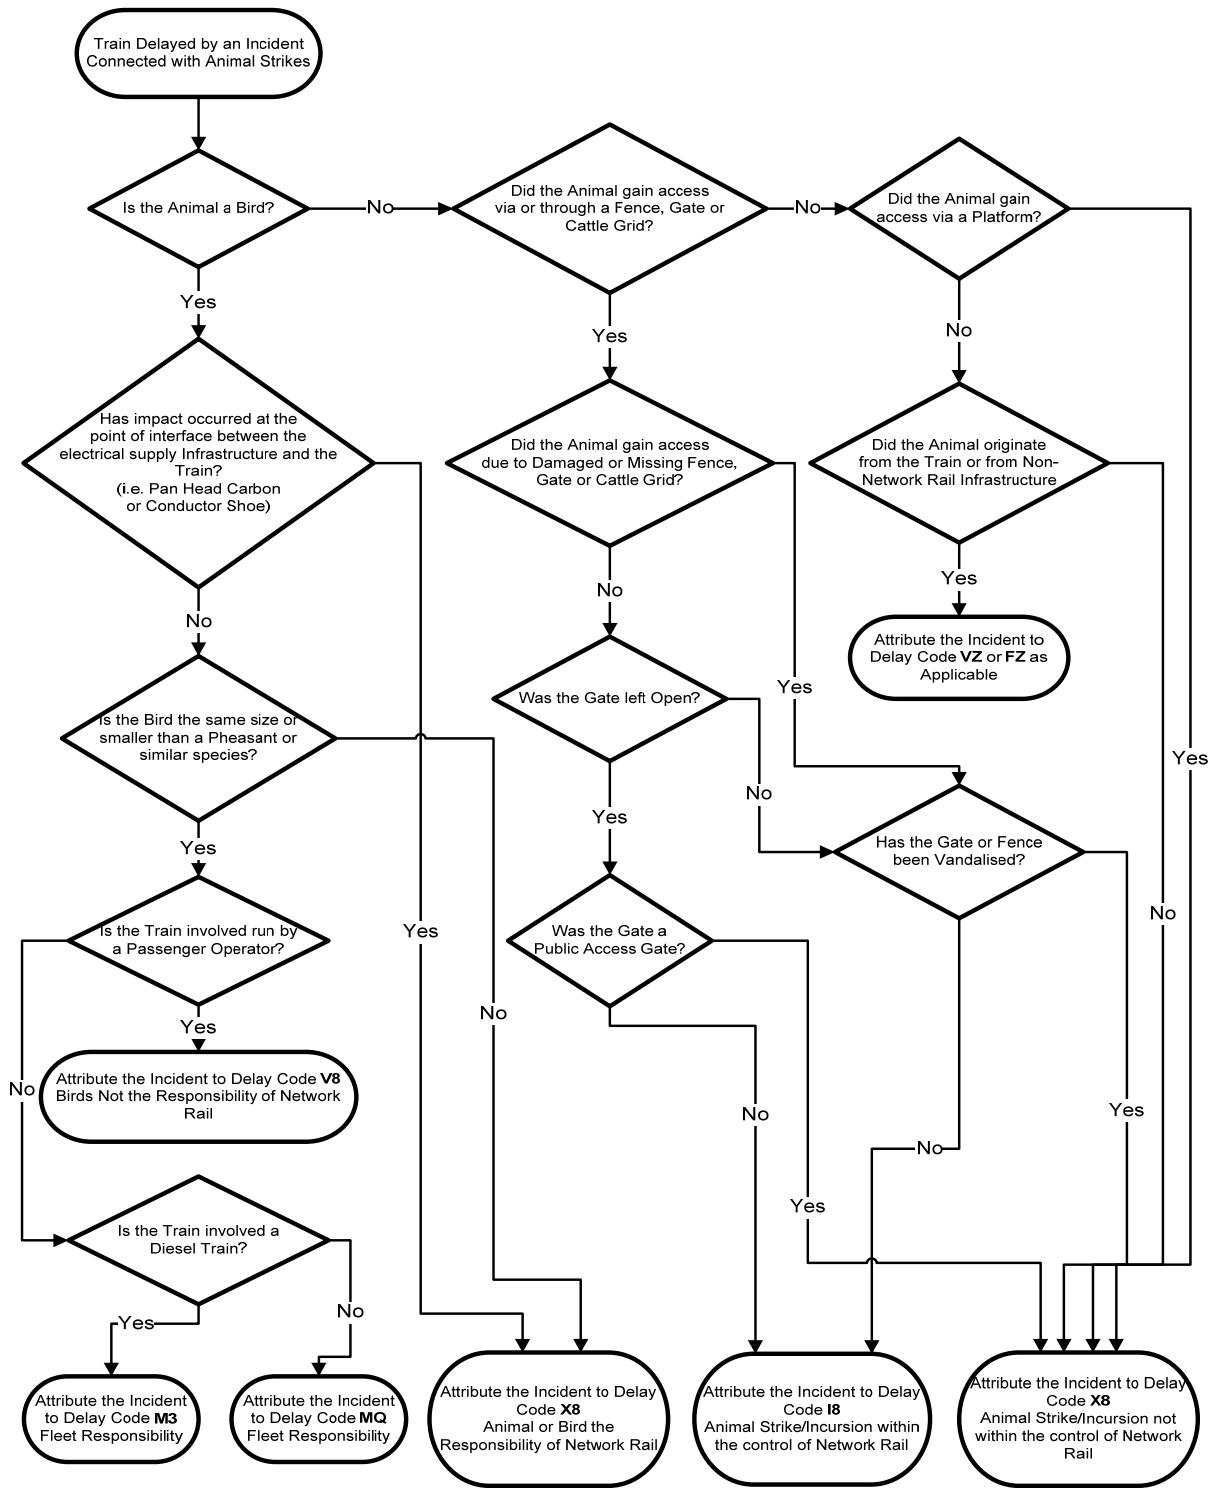 Train Delayed by an Incident
Connected with Animal Strikes
Is the Animal a Bird?
No
Did the Animal gain access
via or through a Fence, Gate or
Cattle Grid?
No
Did the Animal gain
access via a Platform?
Yes
Yes
No
Has impact occurred at the
point of interface between the
electrical supply Infrastructure and the
Train?
(i.e. Pan Head Carbon
or Conductor Shoe)
Did the Animal gain access
due to Damaged or Missing Fence,
Gate or Cattle Grid?
Did the Animal originate
from the Train or from Non-
Network Rail Infrastructure
No
No
Yes
Attribute the Incident to
Delay Code VZ or FZ as
Applicable
Is the Bird the same size or
smaller than a Pheasant or
similar species?
Was the Gate left Open?
Yes
Yes
No
Yes
Yes
Has the Gate or Fence
been Vandalised?
Is the Train involved run by
a Passenger Operator?
Yes
Was the Gate a
Public Access Gate?
No
No
Yes
Attribute the Incident to Delay Code V8
Birds Not the Responsibility of Network
Rail
No
No
Yes
No
Yes
Is the Train involved a
Diesel Train?
Yes
No
Attribute the Incident
to Delay Code M3
Fleet Responsibility
Attribute the Incident
to Delay Code MQ
Fleet Responsibility
Attribute the Incident to Delay
Code X8
Animal or Bird the
Responsibility of Network Rail
Attribute the Incident to Delay
Code I8
Animal Strike/Incursion within
the control of Network Rail
Attribute the Incident to Delay
Code X8
Animal Strike/Incursion not
within the control of Network
Rail